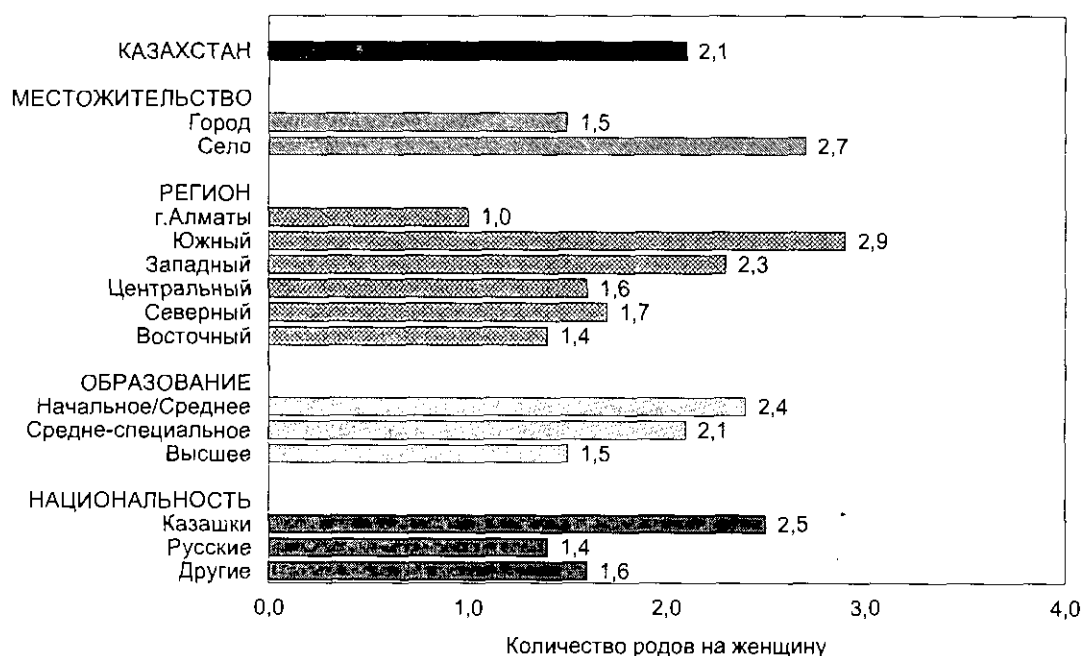 КАЗАХСТАН 2,1
МЕСТОЖИТЕЛЬСТВО
Город 1,5
Село 2,7
РЕГИОН
г.Алматы 1,0
Южный 2,9
Западный 2,3
Центральный 1,6
Северный 1,7
Восточный 1,4
ОБРАЗОВАНИЕ
Начальное/Среднее 2,4
Средне-специальное 2,1
Высшее 1,5
НАЦИОНАЛЬНОСТЬ
Казашки 2,5
Русские 1,4
Другие 1,6
0,0 1,0 2,0 3,0 4,0
Количество родов на женщину